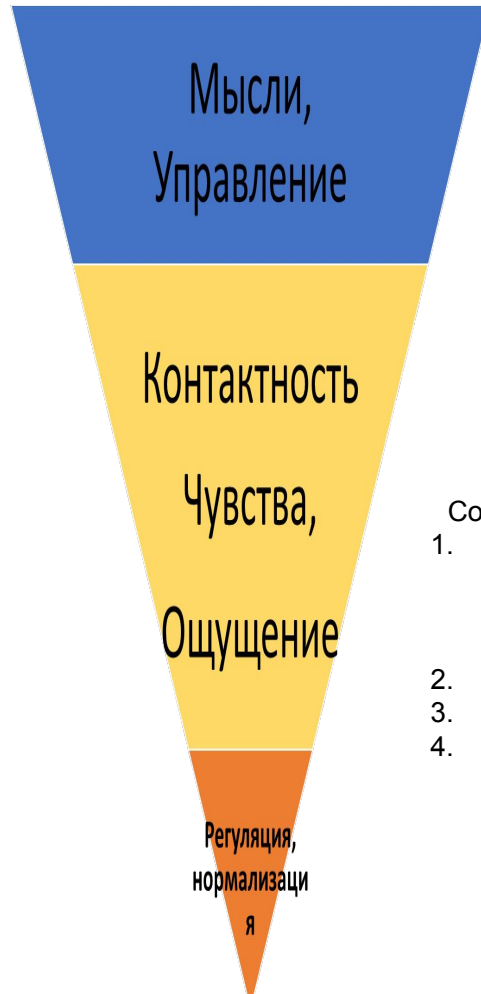 Мысли,
Управление
Контактность
Чувства,
Ощущение
Со
1.
2.
3.
4.
Регуляция,
нормализаци
я